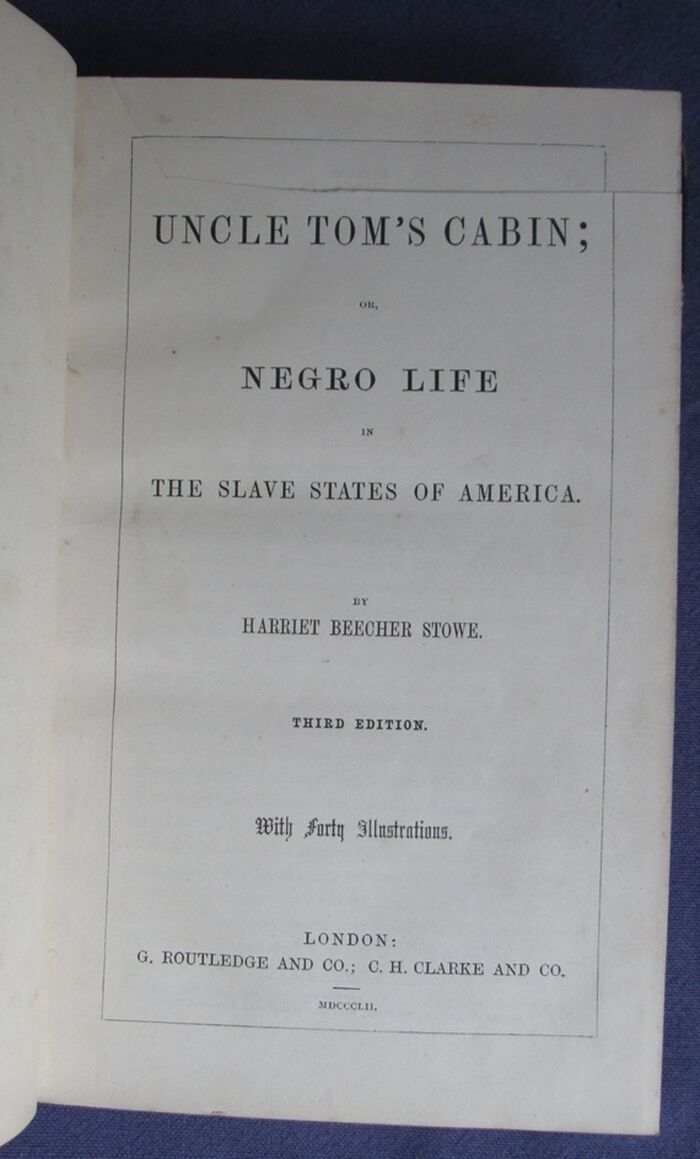 UNCLE TOM'S CABIN;
OR,
NEGRO LIFE
IN
THE SLAVE STATES OF AMERICA.
BY
HARRIET BEECHER STOWE.
THIRD EDITION.
With Forty Illustrations.
LONDON:
G. ROUTLEDGE AND CO.; C. H. CLARKE AND CO.
MDCCCLII.